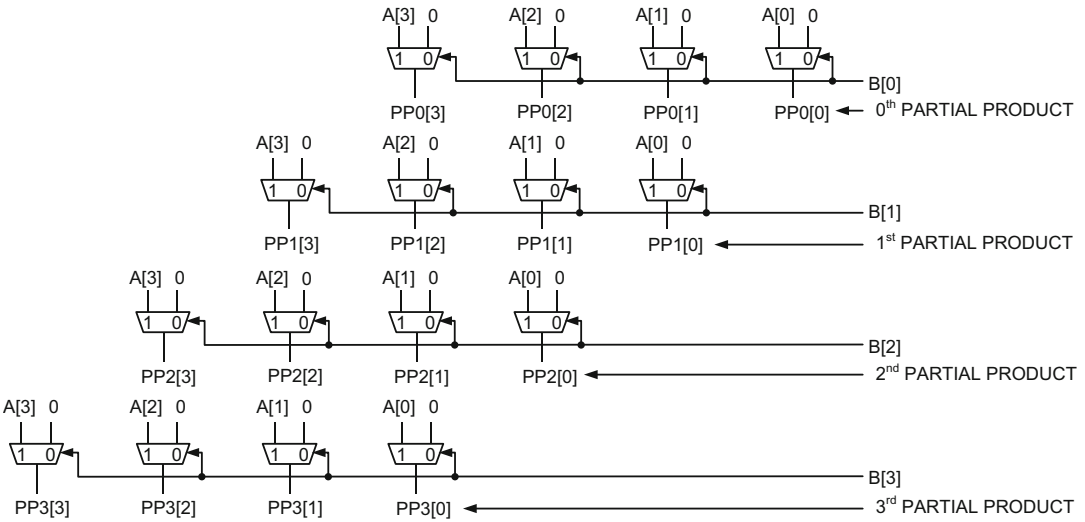 A[3] 0 A[2] 0 A[1] 0 A[0] 0
1 0 1 0 1 0 1 0
B[0]
PP0[3] PP0[2] PP0[1] PP0[0] 0th PARTIAL PRODUCT
A[3] 0 A[2] 0 A[1] 0 A[0] 0
1 0 1 0 1 0 1 0
B[1]
PP1[3] PP1[2] PP1[1] PP1[0] 1st PARTIAL PRODUCT
A[3] 0 A[2] 0 A[1] 0 A[0] 0
1 0 1 0 1 0 1 0
B[2]
PP2[3] PP2[2] PP2[1] PP2[0] 2nd PARTIAL PRODUCT
A[3] 0 A[2] 0 A[1] 0 A[0] 0
1 0 1 0 1 0 1 0
B[3]
PP3[3] PP3[2] PP3[1] PP3[0] 3rd PARTIAL PRODUCT